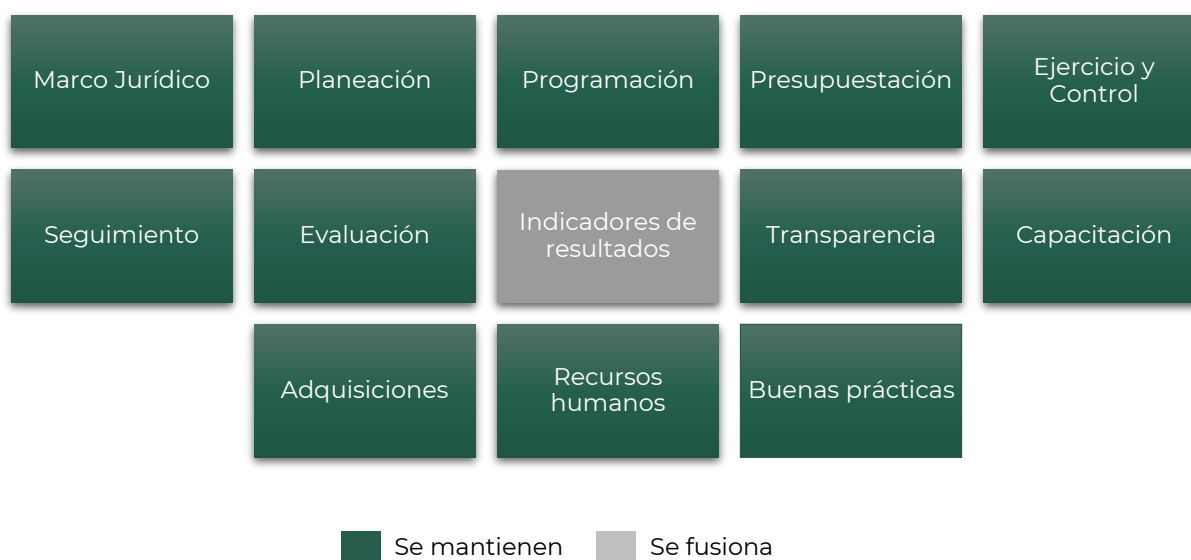 Marco Jurídico
Planeación
Programación
Presupuestación
Ejercicio y
Control
Seguimiento
Evaluación
Indicadores de
resultados
Transparencia
Capacitación
Adquisiciones
Recursos
humanos
Buenas prácticas
Se mantienen
Se fusiona